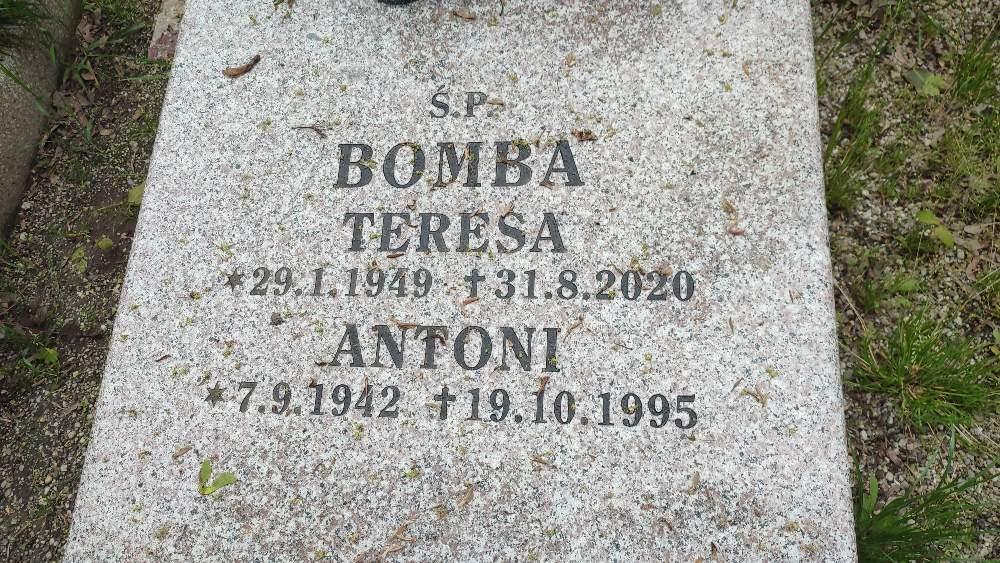 Ś.P.
BOMBA
TERESA
*29.1.1949 †31.8.2020
ANTONI
*7.9.1942 †19.10.1995